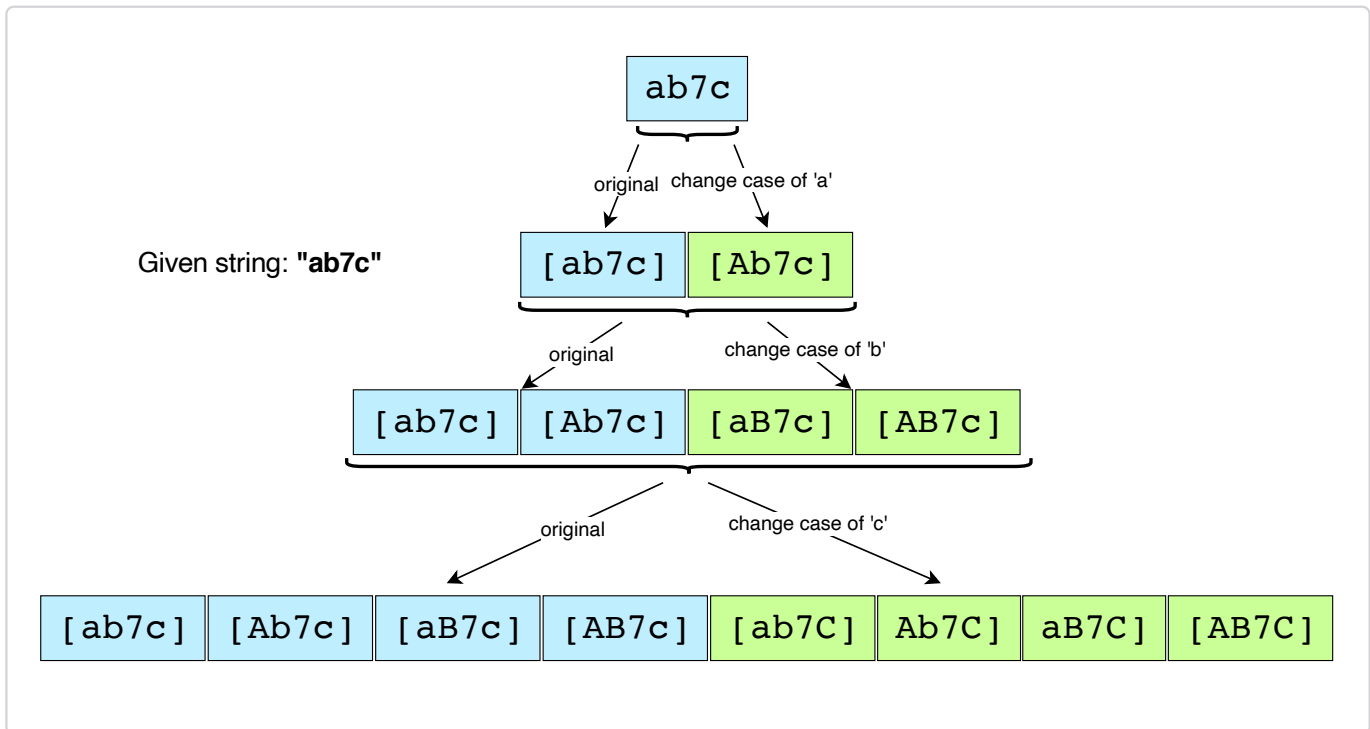 ab7c
original change case of 'a'
Given string: "ab7c" [ab7c] [Ab7c]
original change case of 'b'
[ab7c] [Ab7c] [aB7c] [AB7c]
original change case of 'c'
[ab7c] [Ab7c] [aB7c] [AB7c] [ab7C] Ab7C] aB7C] [AB7C]